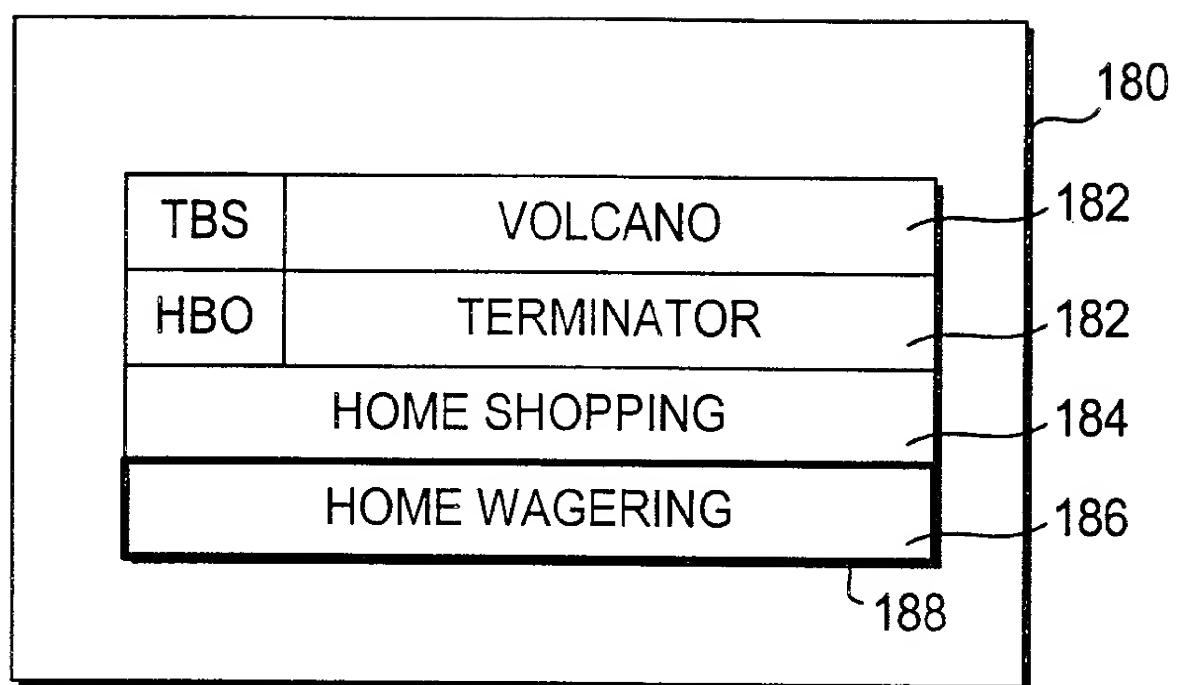 180
TBS VOLCANO 182
HBO TERMINATOR 182
HOME SHOPPING 184
HOME WAGERING 186
188